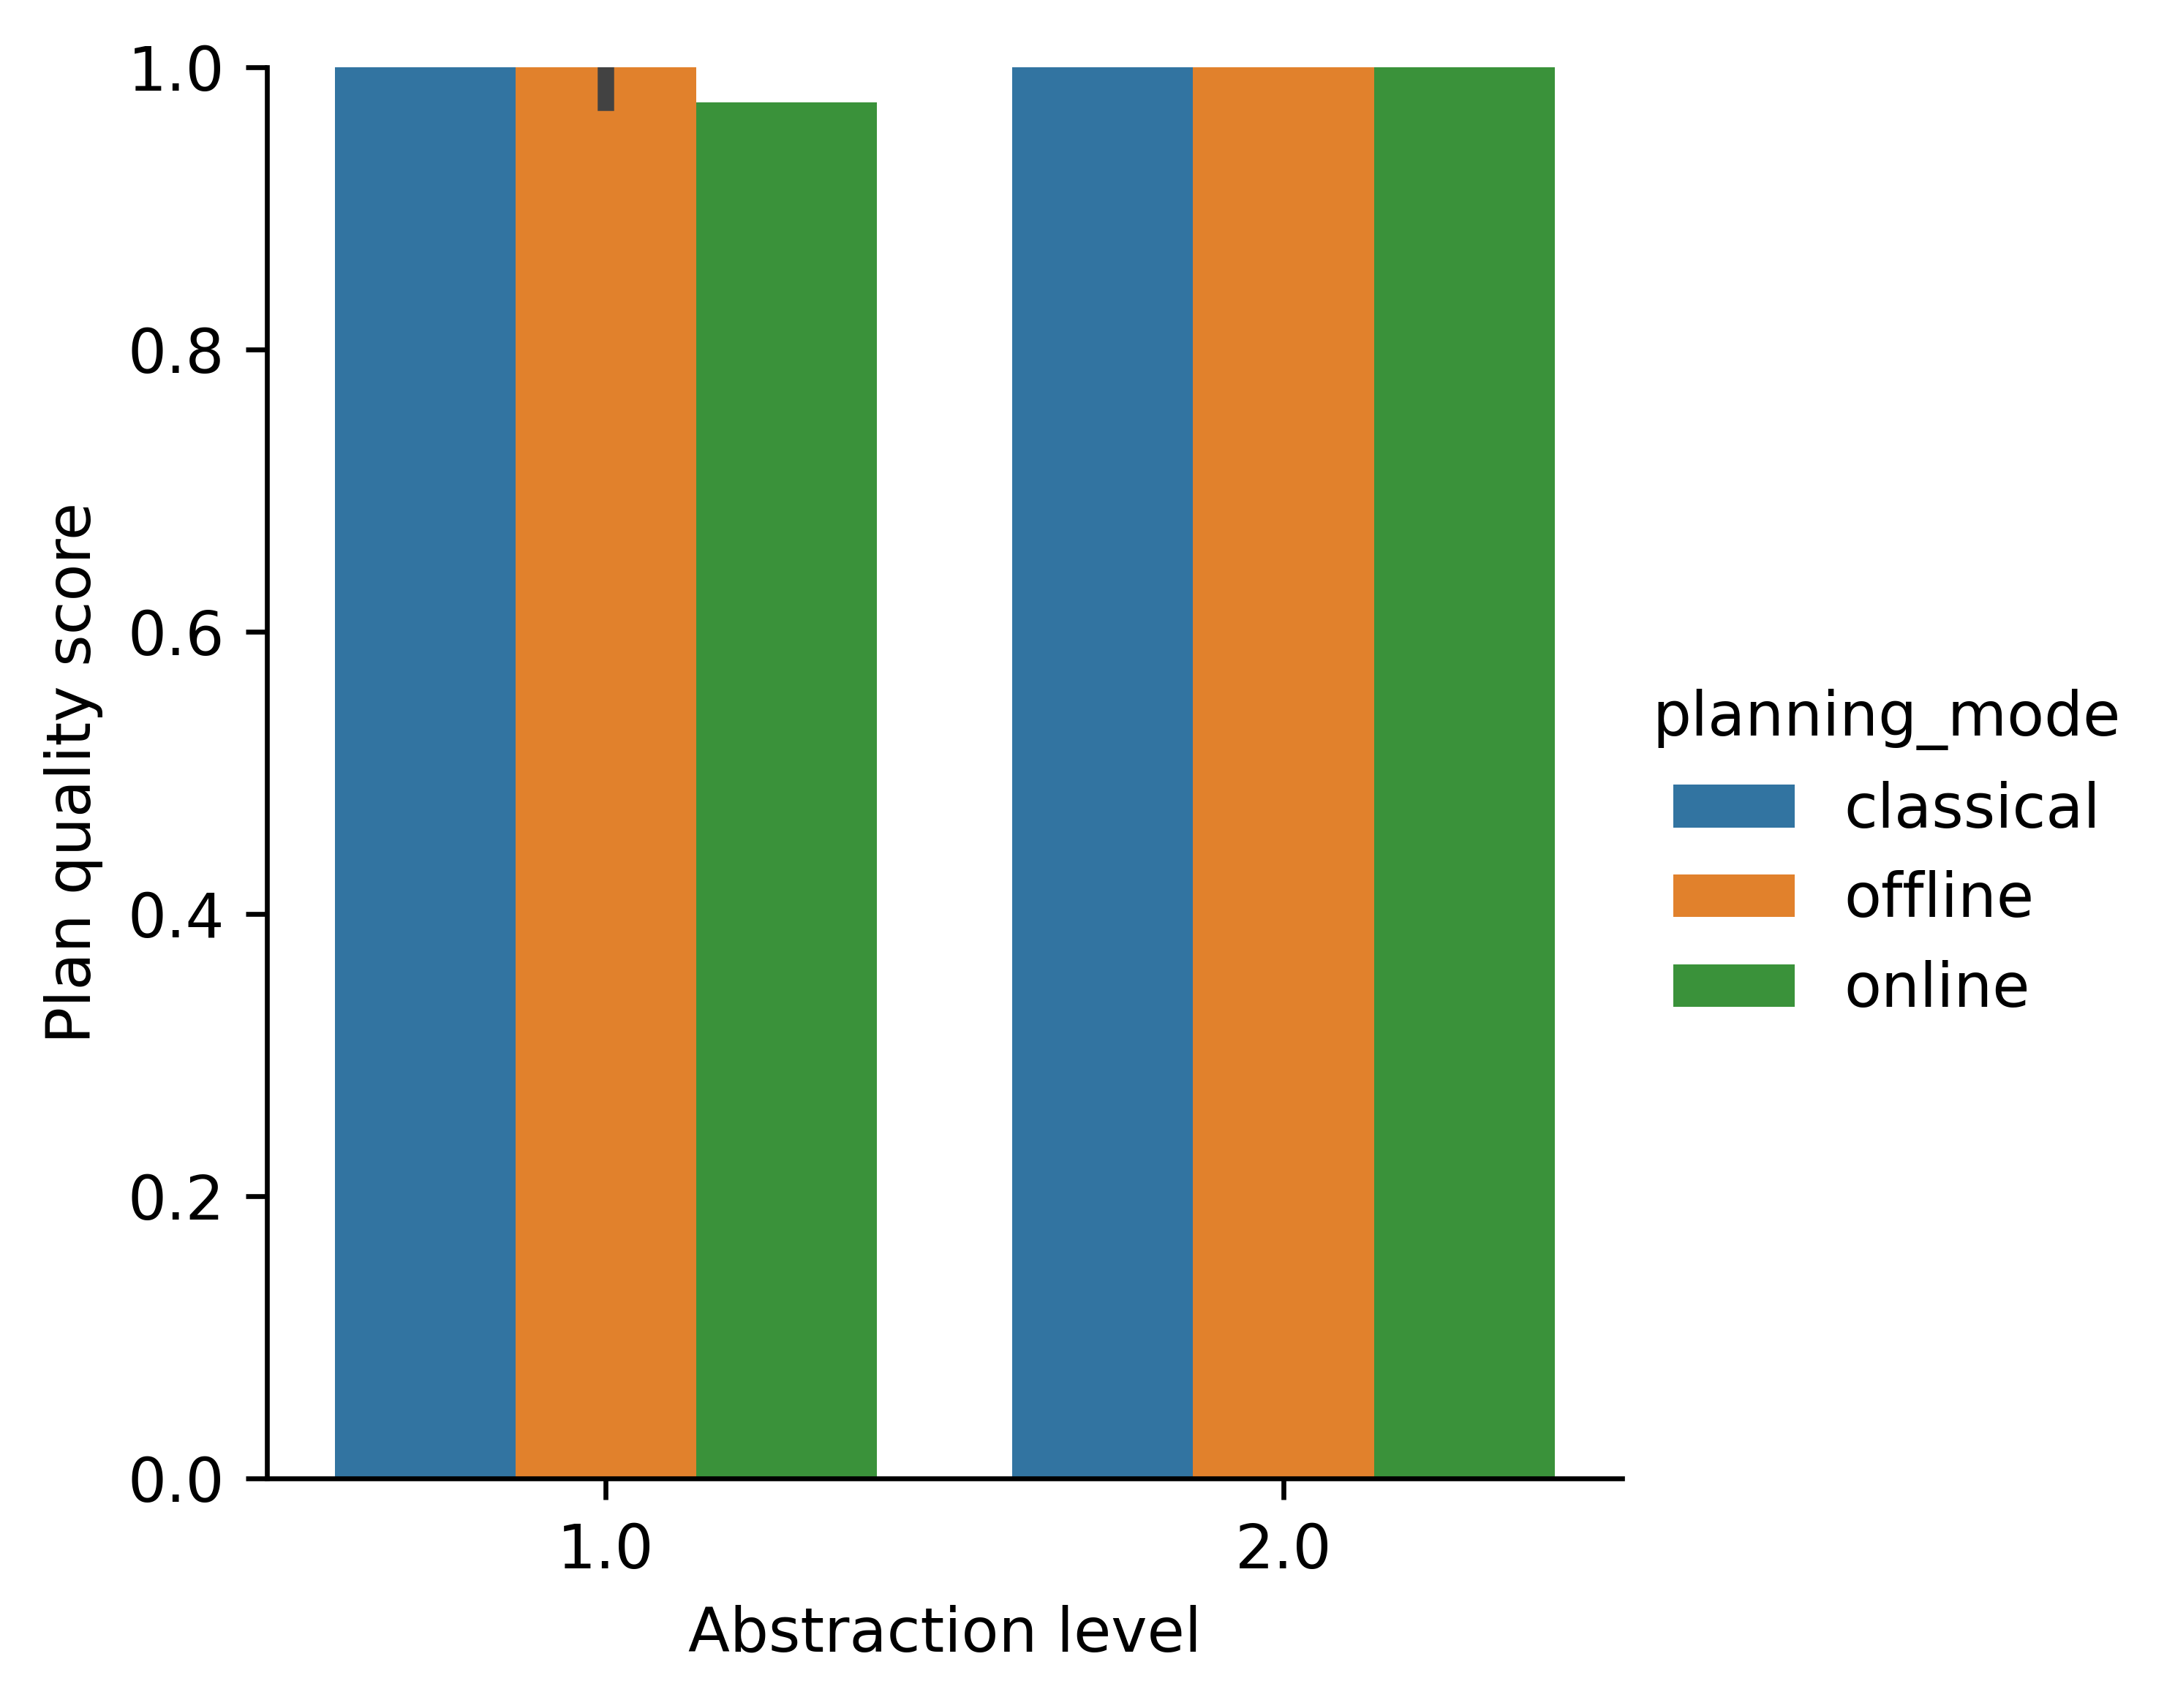 1.0
0.8
0.6
0.4
0.2
0.0
Plan quality score
1.0
2.0
Abstraction level
planning_mode
classical
offline
online